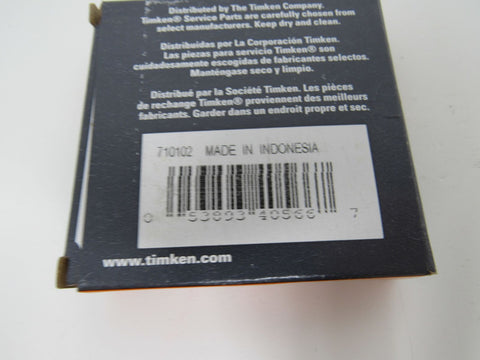 Distributed by The Timken Company.
Timken® Service Parts are carefully chosen from
select manufacturers. Keep dry and clean.
Distribuidas por La Corporación Timken.
Las piezas para servicio Timken® son
cuidadosamente escogidas de fabricantes selectos.
Manténgase seco y limpio.
Distribué par la Société Timken. Les pièces
de rechange Timken® proviennent des meilleurs
fabricants. Garder dans un endroit propre et sec.
710102 MADE IN INDONESIA
0 53893 40566 7
www.timken.com